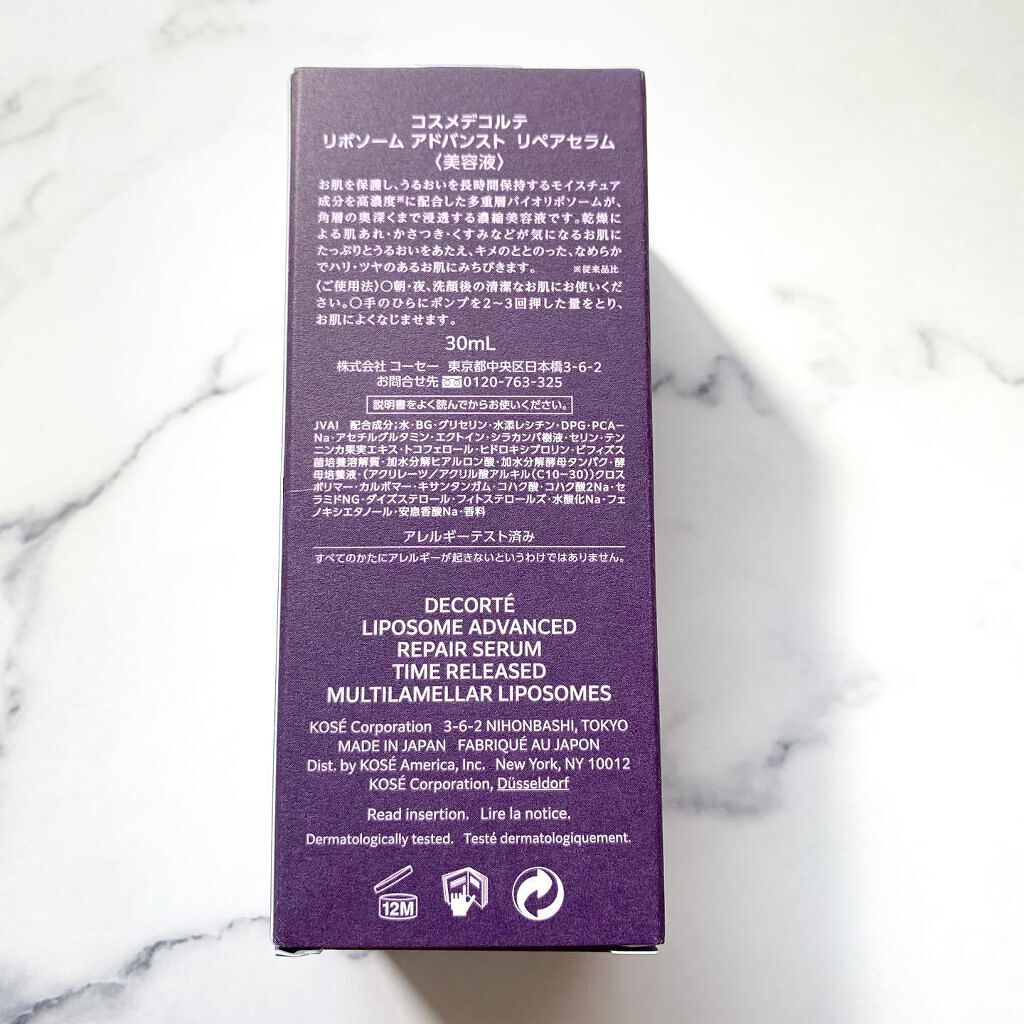 コスメデコルテ
リポソーム アドバンスト リペアセラム
〈美容液〉
お肌を保護し、うるおいを長時間保持するモイスチュア
成分を高濃度※に配合した多重層バイオリポソームが、
角層の奥深くまで浸透する濃縮美容液です。乾燥に
よる肌あれ・かさつき・くすみなどが気になるお肌に
たっぷりとうるおいをあたえ、キメのととのった、なめらか
でハリ・ツヤのあるお肌にみちびきます。 ※従来品比
〈ご使用法〉○朝・夜、洗顔後の清潔なお肌にお使いくだ
さい。○手のひらにポンプを2〜3回押した量をとり、
お肌によくなじませます。
30mL
株式会社 コーセー 東京都中央区日本橋3-6-2
お問合せ先 0120-763-325
説明書をよく読んでからお使いください。
JVAI 配合成分;水・BG・グリセリン・水添レシチン・DPG・PCA-
Na・アセチルグルタミン・エクトイン・シラカンバ樹液・セリン・テン
ニンカ果実エキス・トコフェロール・ヒドロキシプロリン・ビフィズス
菌培養溶解質・加水分解ヒアルロン酸・加水分解酵母タンパク・酵
母培養液・(アクリレーツ/アクリル酸アルキル(C10-30))クロス
ポリマー・カルボマー・キサンタンガム・コハク酸・コハク酸2Na・セ
ラミドNG・ダイズステロール・フィトステロールズ・水酸化Na・フェ
ノキシエタノール・安息香酸Na・香料
アレルギーテスト済み
すべてのかたにアレルギーが起きないというわけではありません。
DECORTÉ
LIPOSOME ADVANCED
REPAIR SERUM
TIME RELEASED
MULTILAMELLAR LIPOSOMES
KOSÉ Corporation 3-6-2 NIHONBASHI, TOKYO
MADE IN JAPAN FABRIQUÉ AU JAPON
Dist. by KOSÉ America, Inc. New York, NY 10012
KOSÉ Corporation, Düsseldorf
Read insertion. Lire la notice.
Dermatologically tested. Testé dermatologiquement.
12M